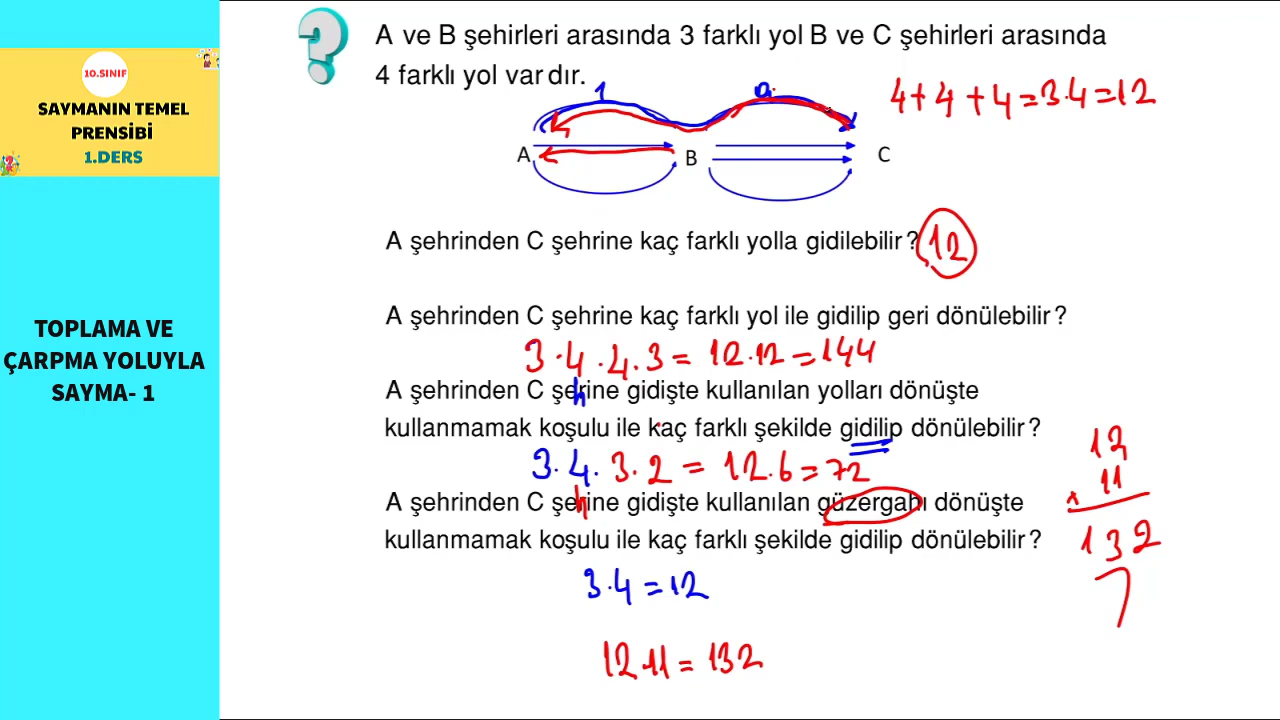 10.SINIF
SAYMANIN TEMEL
PRENSİBİ
1.DERS
TOPLAMA VE
ÇARPMA YOLUYLA
SAYMA- 1
A ve B şehirleri arasında 3 farklı yol B ve C şehirleri arasında
4 farklı yol vardır.
4+4+4=3.4=12
1 a
A B C
A şehrinden C şehrine kaç farklı yolla gidilebilir? 12
A şehrinden C şehrine kaç farklı yol ile gidilip geri dönülebilir?
3.4.4.3=12.12=144
A şehrinden C şehrine gidişte kullanılan yolları dönüşte
kullanmamak koşulu ile kaç farklı şekilde gidilip dönülebilir?
3.4.3.2=12.6=72
A şehrinden C şehrine gidişte kullanılan güzergahı dönüşte
kullanmamak koşulu ile kaç farklı şekilde gidilip dönülebilir?
3.4=12
12.11=132
12
x 11
132